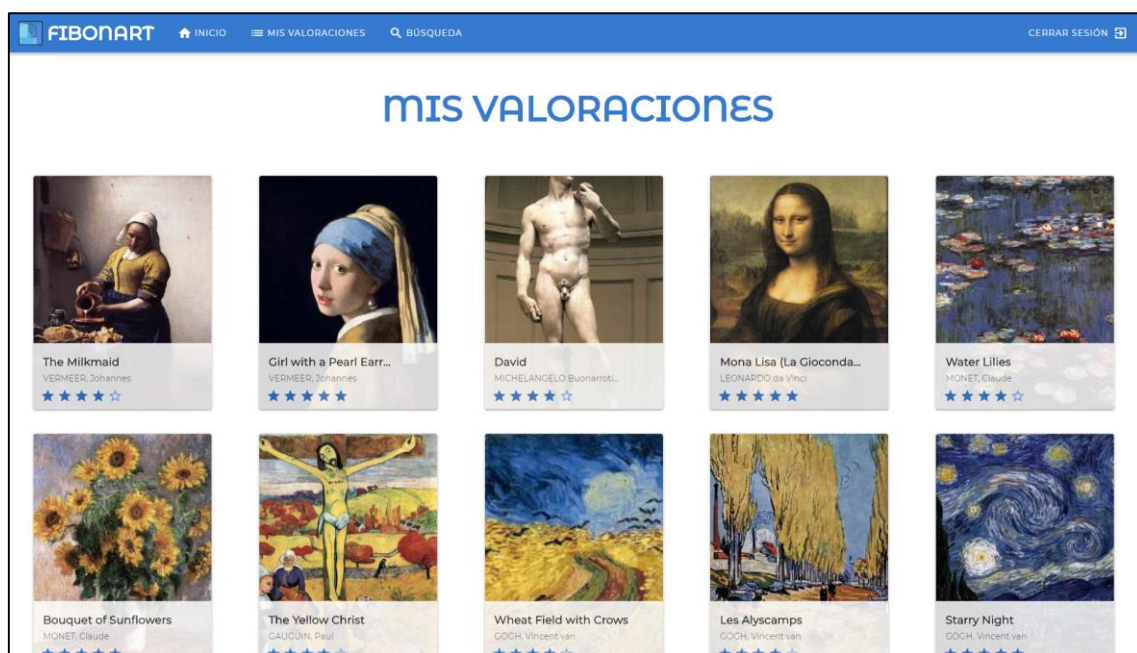 FIBONART INICIO MIS VALORACIONES BÚSQUEDA CERRAR SESIÓN
MIS VALORACIONES
The Milkmaid
VERMEER, Johannes
Girl with a Pearl Earr...
VERMEER, Johannes
David
MICHELANGELO Buonarroti...
Mona Lisa (La Gioconda...
LEONARDO da Vinci
Water Lilies
MONET, Claude
Bouquet of Sunflowers
MONET, Claude
The Yellow Christ
GAUGUIN, Paul
Wheat Field with Crows
GOGH, Vincent van
Les Alyscamps
GOGH, Vincent van
Starry Night
GOGH, Vincent van